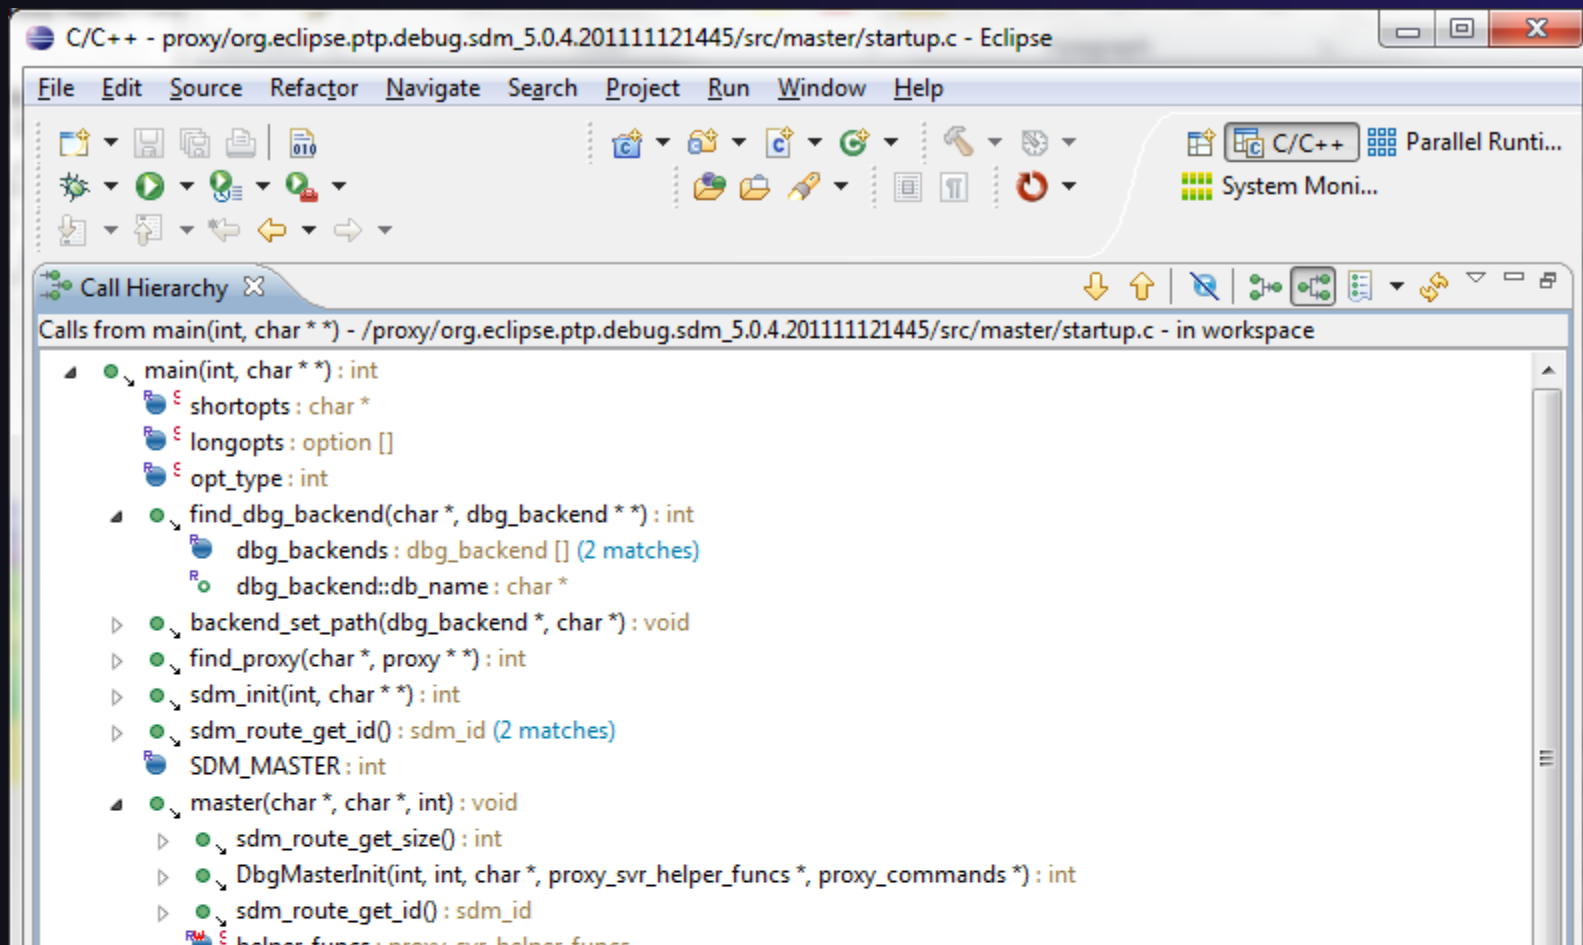 C/C++ - proxy/org.eclipse.ptp.debug.sdm_5.0.4.201111121445/src/master/startup.c - Eclipse
File Edit Source Refactor Navigate Search Project Run Window Help
C/C++ Parallel Runti...
System Moni...
Call Hierarchy
Calls from main(int, char * *) - /proxy/org.eclipse.ptp.debug.sdm_5.0.4.201111121445/src/master/startup.c - in workspace
main(int, char * *) : int
shortopts : char *
longopts : option []
opt_type : int
find_dbg_backend(char *, dbg_backend * *) : int
dbg_backends : dbg_backend [] (2 matches)
dbg_backend::db_name : char *
backend_set_path(dbg_backend *, char *) : void
find_proxy(char *, proxy * *) : int
sdm_init(int, char * *) : int
sdm_route_get_id() : sdm_id (2 matches)
SDM_MASTER : int
master(char *, char *, int) : void
sdm_route_get_size() : int
DbgMasterInit(int, int, char *, proxy_svr_helper_funcs *, proxy_commands *) : int
sdm_route_get_id() : sdm_id
helper_funcs : proxy_svr_helper_funcs